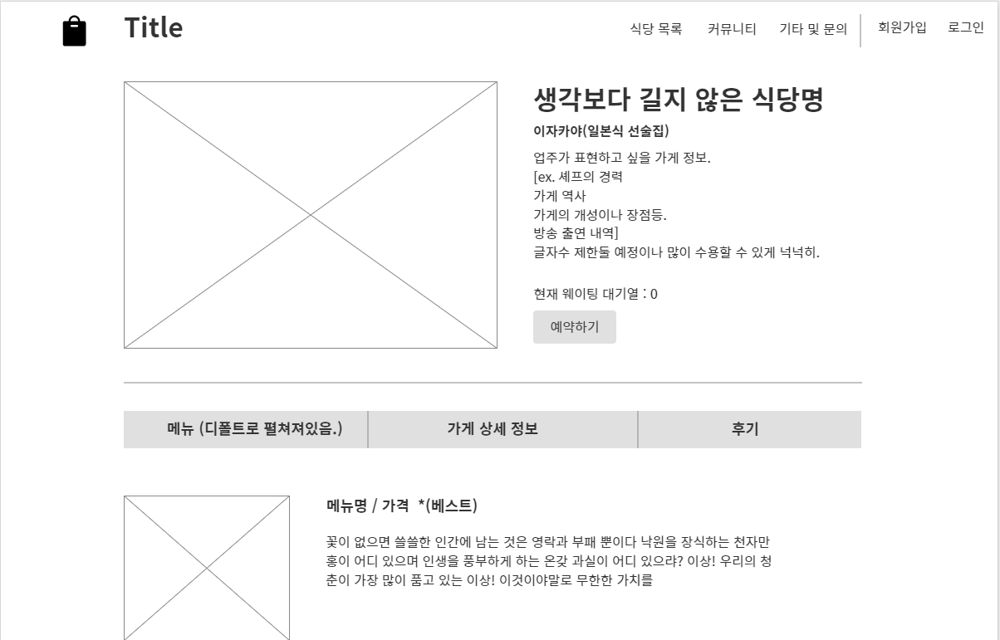 Title
식당 목록 커뮤니티 기타 및 문의 회원가입 로그인
생각보다 길지 않은 식당명
이자카야(일본식 선술집)
업주가 표현하고 싶을 가게 정보.
[ex. 셰프의 경력
가게 역사
가게의 개성이나 장점등.
방송 출연 내역]
글자수 제한둘 예정이나 많이 수용할 수 있게 넉넉히.
현재 웨이팅 대기열 : 0
예약하기
메뉴 (디폴트로 펼쳐져있음.) 가게 상세 정보 후기
메뉴명 / 가격 *(베스트)
꽃이 없으면 쓸쓸한 인간에 남는 것은 영락과 부패 뿐이다 낙원을 장식하는 천자만
홍이 어디 있으며 인생을 풍부하게 하는 온갖 과실이 어디 있으랴? 이상! 우리의 청
춘이 가장 많이 품고 있는 이상! 이것이야말로 무한한 가치를